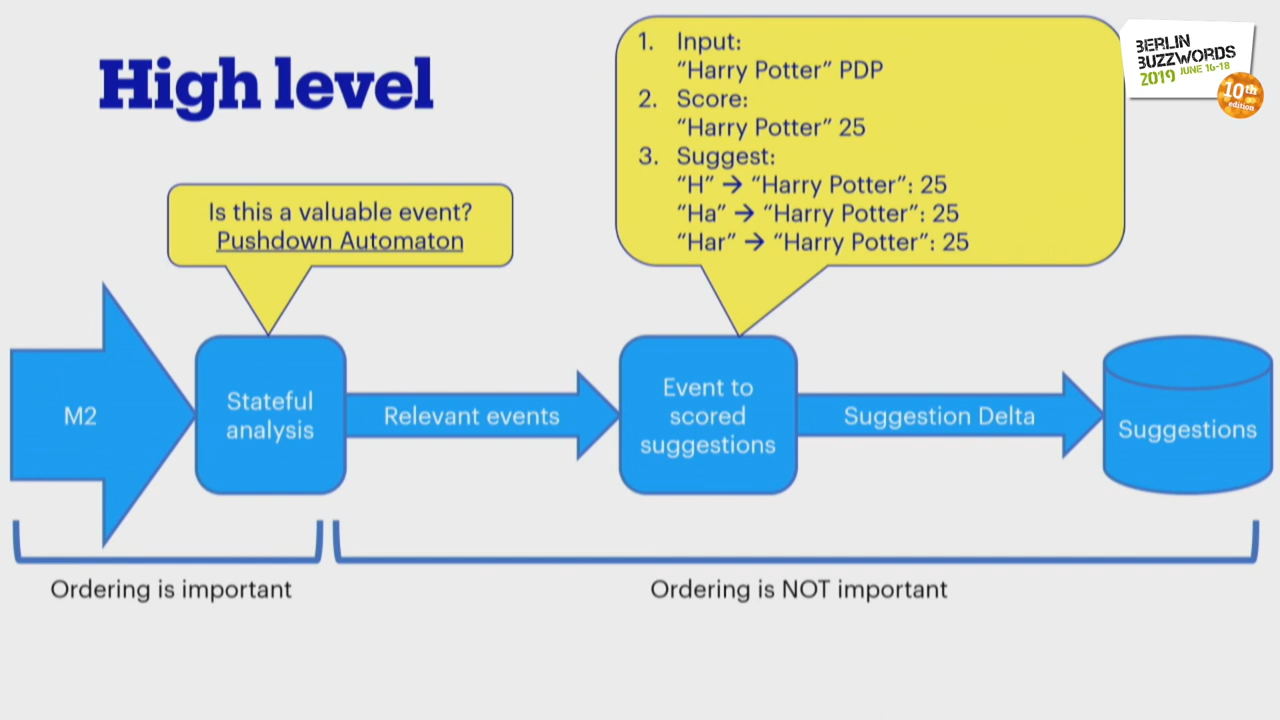 High level
1. Input:
“Harry Potter” PDP
2. Score:
“Harry Potter” 25
3. Suggest:
“H” → “Harry Potter”: 25
“Ha” → “Harry Potter”: 25
“Har” → “Harry Potter”: 25
BERLIN
BUZZWORDS
2019 JUNE 16-18
10th
edition
Is this a valuable event?
Pushdown Automaton
M2
Stateful
analysis
Relevant events
Event to
scored
suggestions
Suggestion Delta
Suggestions
Ordering is important
Ordering is NOT important